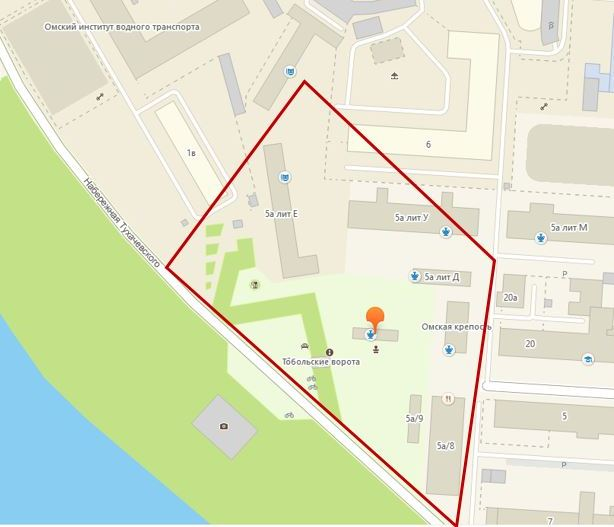 Омский институт водного транспорта
6
1в
Набережная Тухачевского
5а лит Е
5а лит У
5а лит М
5а лит Д
Р
20а
Омская крепость
20
Тобольские ворота
5а/9
5
5а/8
Р
7